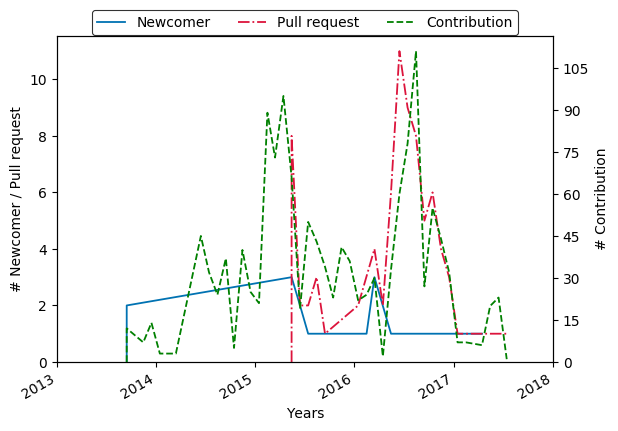 Newcomer Pull request Contribution
10
8
6
4
2
0
# Newcomer / Pull request
105
90
75
60
45
30
15
0
# Contribution
2013 2014 2015 2016 2017 2018
Years